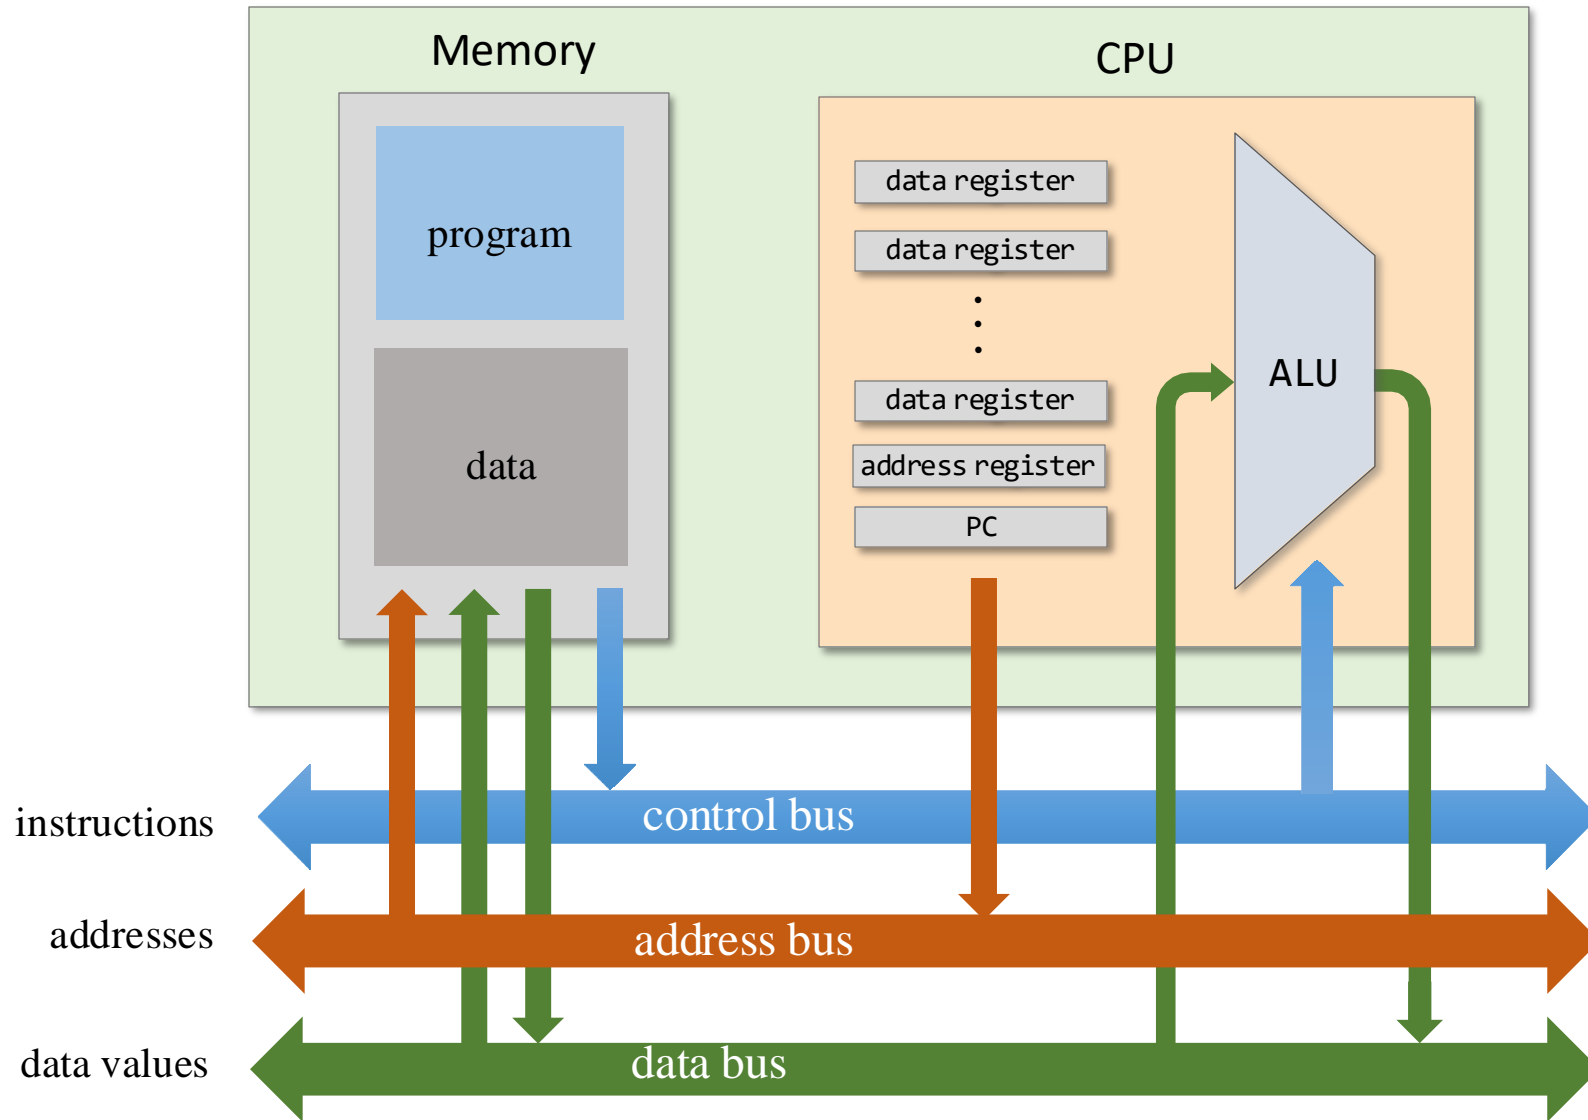 Memory
CPU
program
data
data register
data register
data register
address register
PC
ALU
instructions
control bus
addresses
address bus
data values
data bus